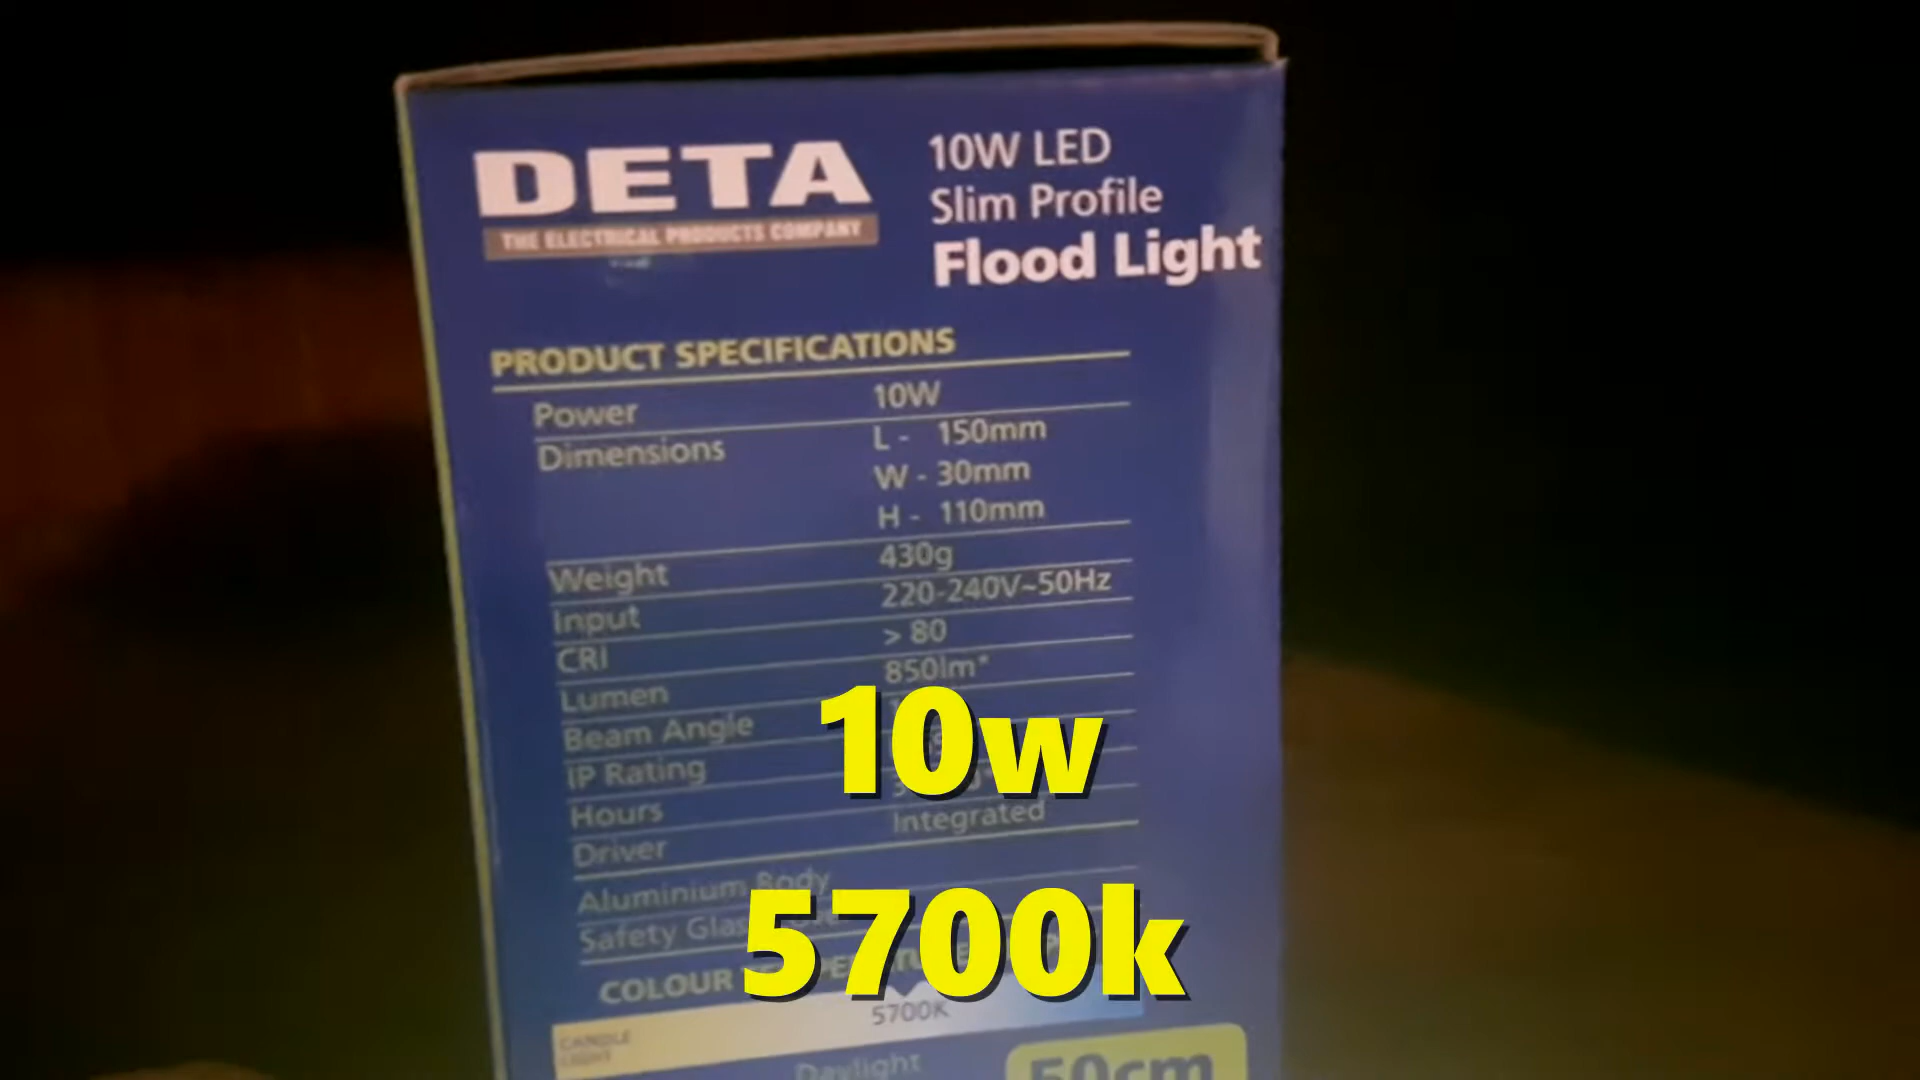 DETA
THE ELECTRICAL PRODUCTS COMPANY
10W LED
Slim Profile
Flood Light
PRODUCT SPECIFICATIONS
Power 10W
Dimensions L - 150mm
W - 30mm
H - 110mm
Weight 430g
Input 220-240V~50Hz
CRI > 80
Lumen 850lm*
Beam Angle
IP Rating
Hours
Driver Integrated
Aluminium Body
Safety
COLOUR
10w
5700k
5700K
CANDLE
LIGHT
Daylight
50cm